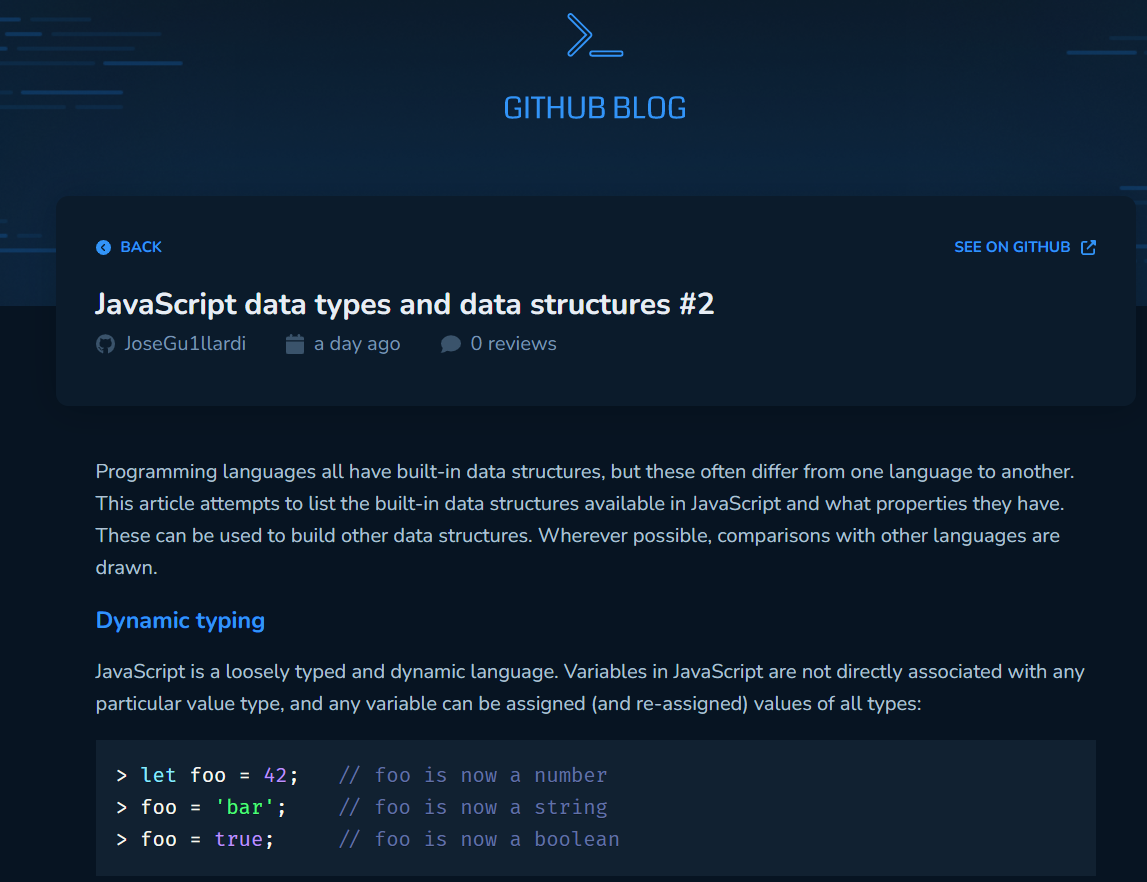 GITHUB BLOG
BACK
SEE ON GITHUB
JavaScript data types and data structures #2
JoseGu1llardi a day ago 0 reviews
Programming languages all have built-in data structures, but these often differ from one language to another.
This article attempts to list the built-in data structures available in JavaScript and what properties they have.
These can be used to build other data structures. Wherever possible, comparisons with other languages are
drawn.
Dynamic typing
JavaScript is a loosely typed and dynamic language. Variables in JavaScript are not directly associated with any
particular value type, and any variable can be assigned (and re-assigned) values of all types:
> let foo = 42;   // foo is now a number
> foo = 'bar';    // foo is now a string
> foo = true;     // foo is now a boolean